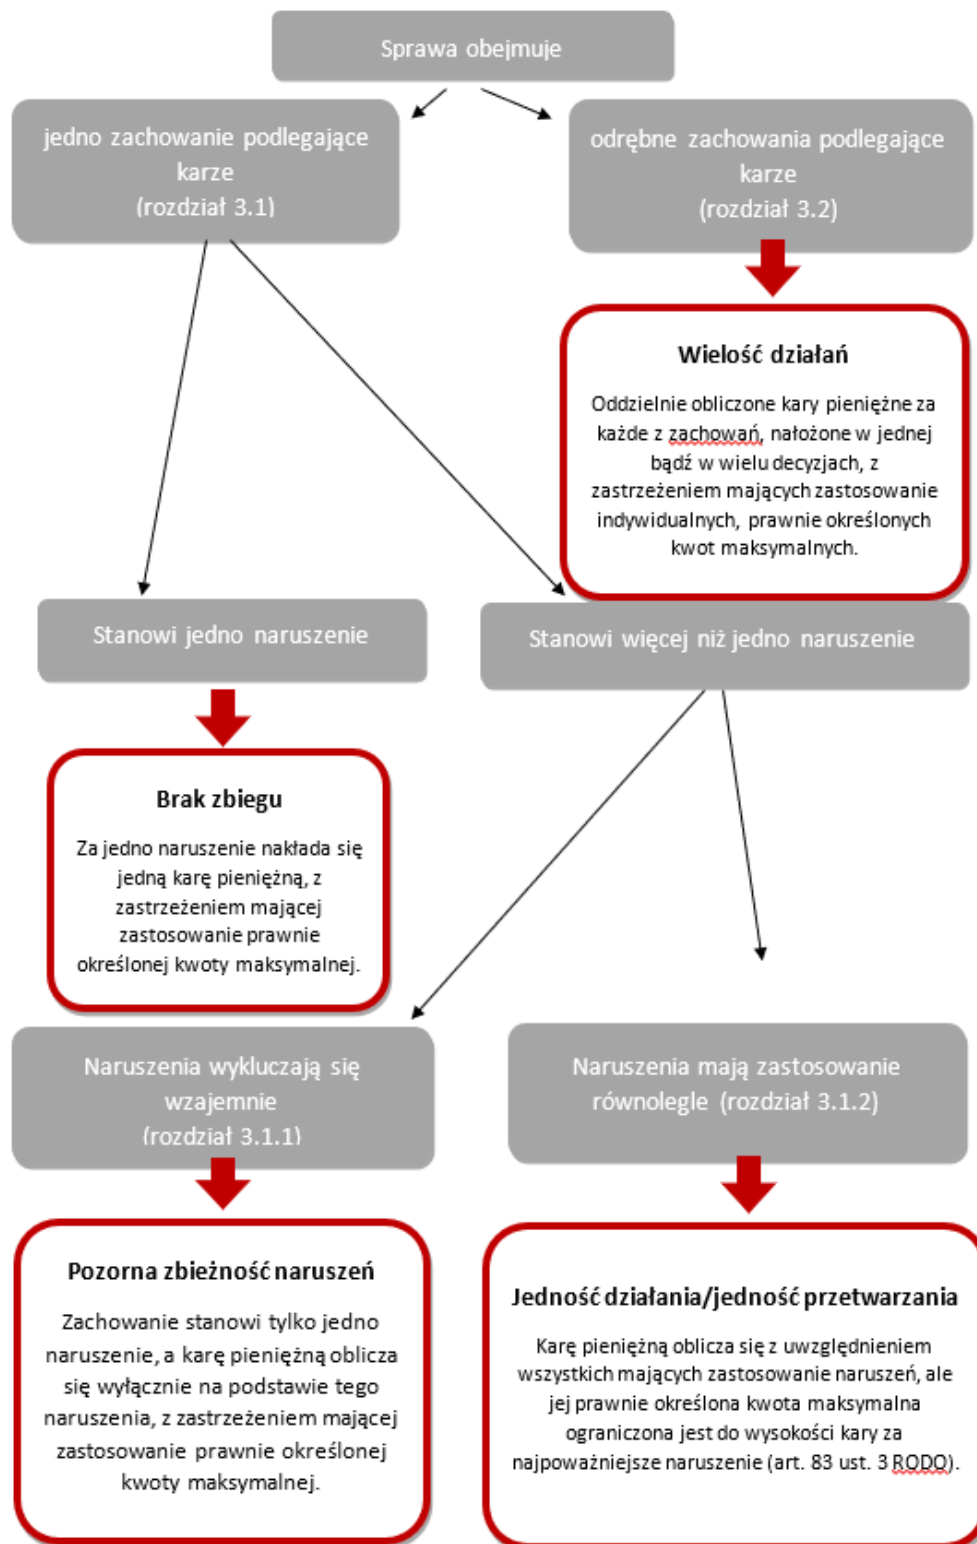 Sprawa obejmuje
jedno zachowanie podlegające
karze
(rozdział 3.1)
odrębne zachowania podlegające
karze
(rozdział 3.2)
Wielość działań
Oddzielnie obliczone kary pieniężne za
każde z zachowań, nałożone w jednej
bądź w wielu decyzjach, z
zastrzeżeniem mających zastosowanie
indywidualnych, prawnie określonych
kwot maksymalnych.
Stanowi jedno naruszenie
Stanowi więcej niż jedno naruszenie
Brak zbiegu
Za jedno naruszenie nakłada się
jedną karę pieniężną, z
zastrzeżeniem mającej
zastosowanie prawnie
określonej kwoty maksymalnej.
Naruszenia wykluczają się
wzajemnie
(rozdział 3.1.1)
Naruszenia mają zastosowanie
równolegle (rozdział 3.1.2)
Pozorna zbieżność naruszeń
Zachowanie stanowi tylko jedno
naruszenie, a karę pieniężną oblicza
się wyłącznie na podstawie tego
naruszenia, z zastrzeżeniem mającej
zastosowanie prawnie określonej
kwoty maksymalnej.
Jedność działania/jedność przetwarzania
Karę pieniężną oblicza się z uwzględnieniem
wszystkich mających zastosowanie naruszeń, ale
jej prawnie określona kwota maksymalna
ograniczona jest do wysokości kary za
najpoważniejsze naruszenie (art. 83 ust. 3 RODO).